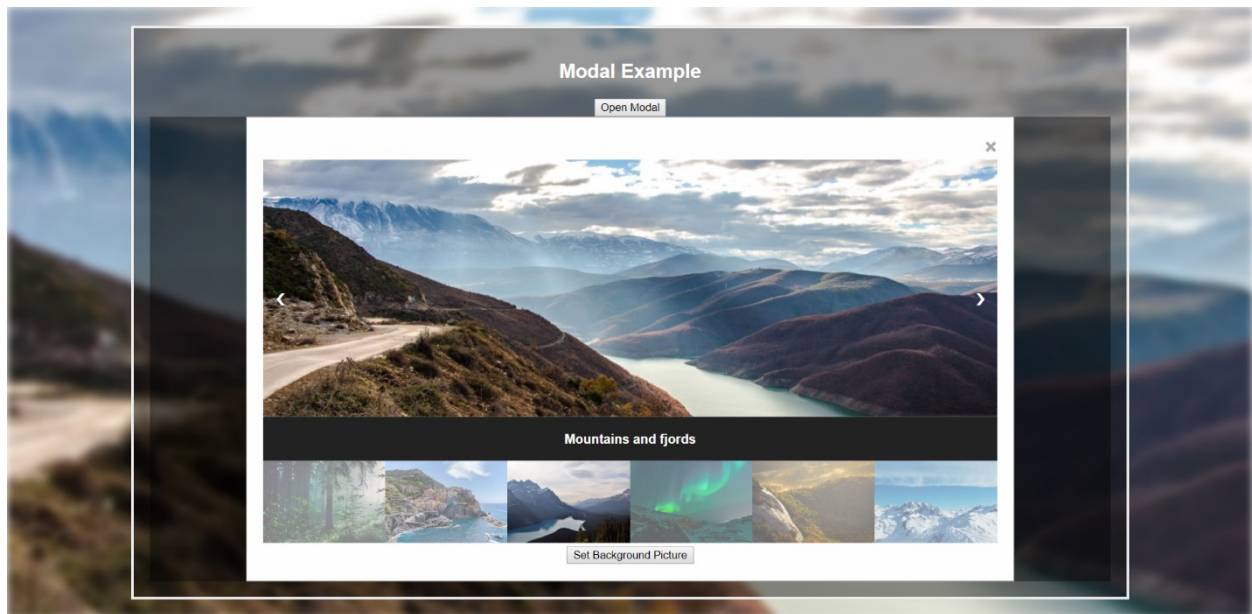 Modal Example
Open Modal
×
❮
❯
Mountains and fjords
Set Background Picture